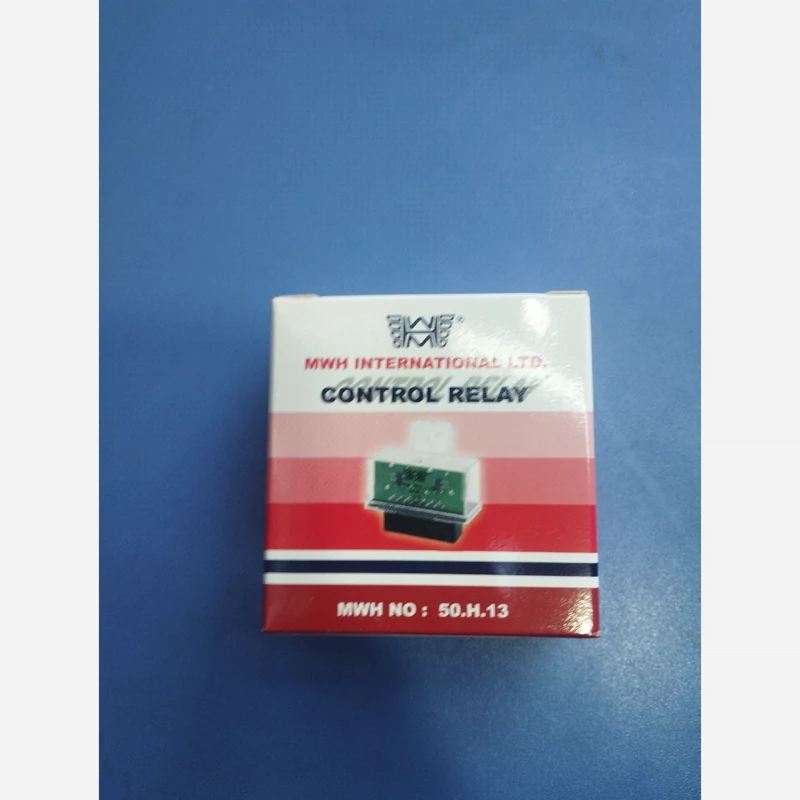 MWH INTERNATIONAL LTD.
CONTROL RELAY
MWH NO : 50.H.13